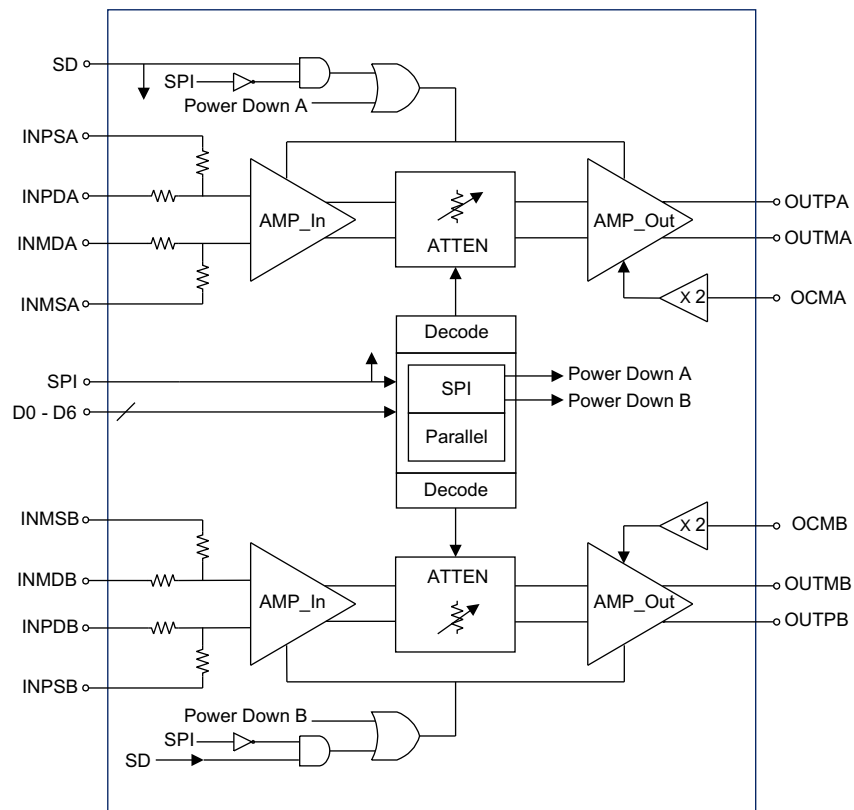 SD
SPI
Power Down A
INPSA
INPDA
AMP_In
ATTEN
AMP_Out
OUTPA
INMDA
OUTMA
INMSA
X 2
OCMA
Decode
SPI
SPI
Power Down A
D0 - D6
Power Down B
Parallel
Decode
INMSB
X 2
OCMB
INMDB
ATTEN
OUTMB
AMP_In
AMP_Out
INPDB
OUTPB
INPSB
Power Down B
SPI
SD